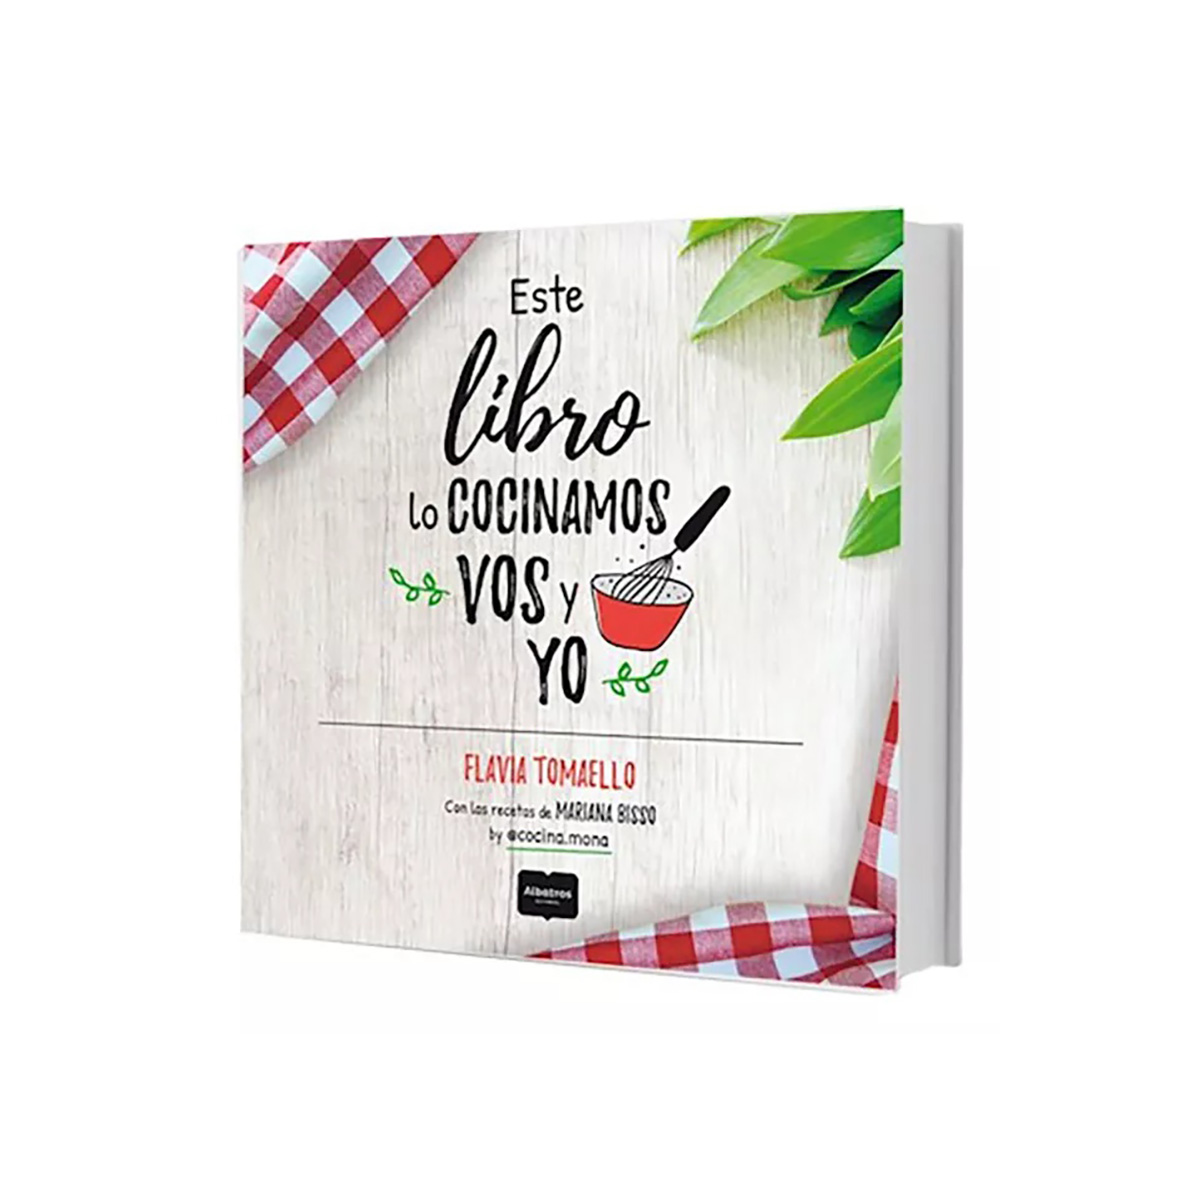 Este
libro
lo COCINAMOS
VOS y
YO
FLAVIA TOMAELLO
Con las recetas de MARIANA BISSO
by @cocina.mona
Albatros